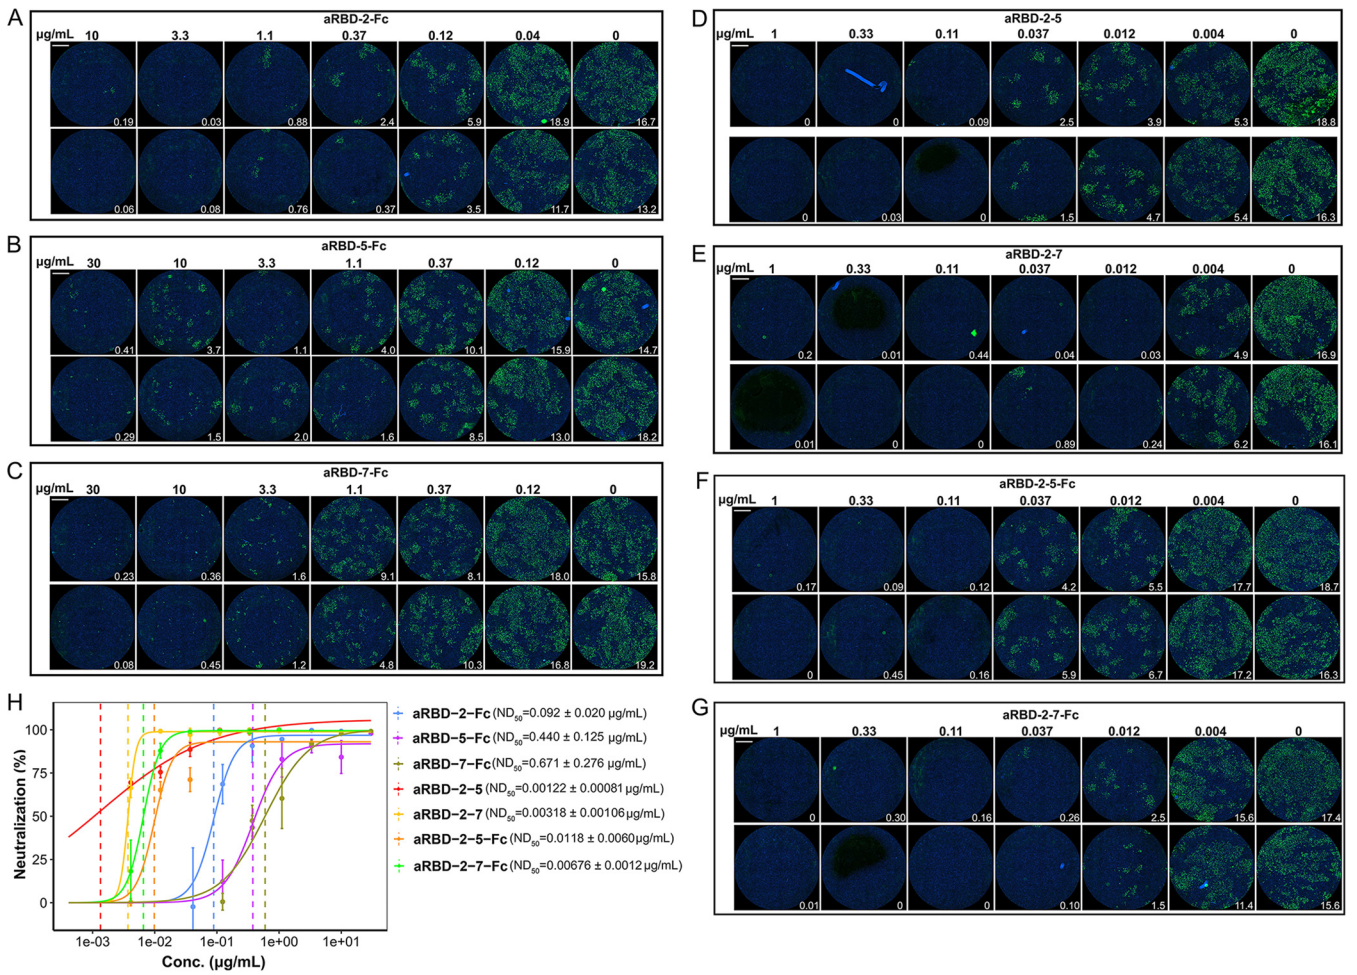 A
aRBD-2-Fc
µg/mL 10 3.3 1.1 0.37 0.12 0.04 0
0.19 0.03 0.88 2.4 5.9 18.9 16.7
0.06 0.08 0.76 0.37 3.5 11.7 13.2
B
aRBD-5-Fc
µg/mL 30 10 3.3 1.1 0.37 0.12 0
0.41 3.7 1.1 4.0 10.1 15.9 14.7
0.29 1.5 2.0 1.6 8.5 13.0 18.2
C
aRBD-7-Fc
µg/mL 30 10 3.3 1.1 0.37 0.12 0
0.23 0.36 1.6 9.1 8.1 18.0 15.8
0.08 0.45 1.2 4.8 10.3 16.8 19.2
D
aRBD-2-5
µg/mL 1 0.33 0.11 0.037 0.012 0.004 0
0 0 0.09 2.5 3.9 5.3 18.8
0 0.03 0 1.5 4.7 5.4 16.3
E
aRBD-2-7
µg/mL 1 0.33 0.11 0.037 0.012 0.004 0
0.2 0.01 0.44 0.04 0.03 4.9 16.9
0.01 0 0 0.89 0.24 6.2 16.1
F
aRBD-2-5-Fc
µg/mL 1 0.33 0.11 0.037 0.012 0.004 0
0.17 0.09 0.12 4.2 5.5 17.7 18.7
0 0.45 0.16 5.9 6.7 17.2 16.3
G
aRBD-2-7-Fc
µg/mL 1 0.33 0.11 0.037 0.012 0.004 0
0 0.30 0.16 0.26 2.5 15.6 17.4
0.01 0 0 0.10 1.5 11.4 15.6
H
Neutralization (%)
100
75
50
25
0
1e-03 1e-02 1e-01 1e+00 1e+01
Conc. (µg/mL)
aRBD−2−Fc (ND50=0.092 ± 0.020 µg/mL)
aRBD−5−Fc (ND50=0.440 ± 0.125 µg/mL)
aRBD−7−Fc (ND50=0.671 ± 0.276 µg/mL)
aRBD−2−5 (ND50=0.00122 ± 0.00081 µg/mL)
aRBD−2−7 (ND50=0.00318 ± 0.00106 µg/mL)
aRBD−2−5−Fc (ND50=0.0118 ± 0.0060 µg/mL)
aRBD−2−7−Fc (ND50=0.00676 ± 0.0012 µg/mL)